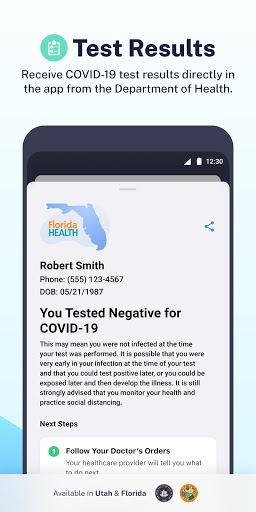 Test Results
Receive COVID-19 test results directly in
the app from the Department of Health.
12:30
Florida
HEALTH
Robert Smith
Phone: (555) 123-4567
DOB: 05/21/1987
You Tested Negative for
COVID-19
This may mean you were not infected at the time
your test was performed. It is possible that you were
very early in your infection at the time of your test
and that you could test positive later, or you could be
exposed later and then develop the illness. It is still
strongly advised that you monitor your health and
practice social distancing.
Next Steps
1 Follow Your Doctor's Orders
Your healthcare provider will tell you what
to do next
Available in Utah & Florida